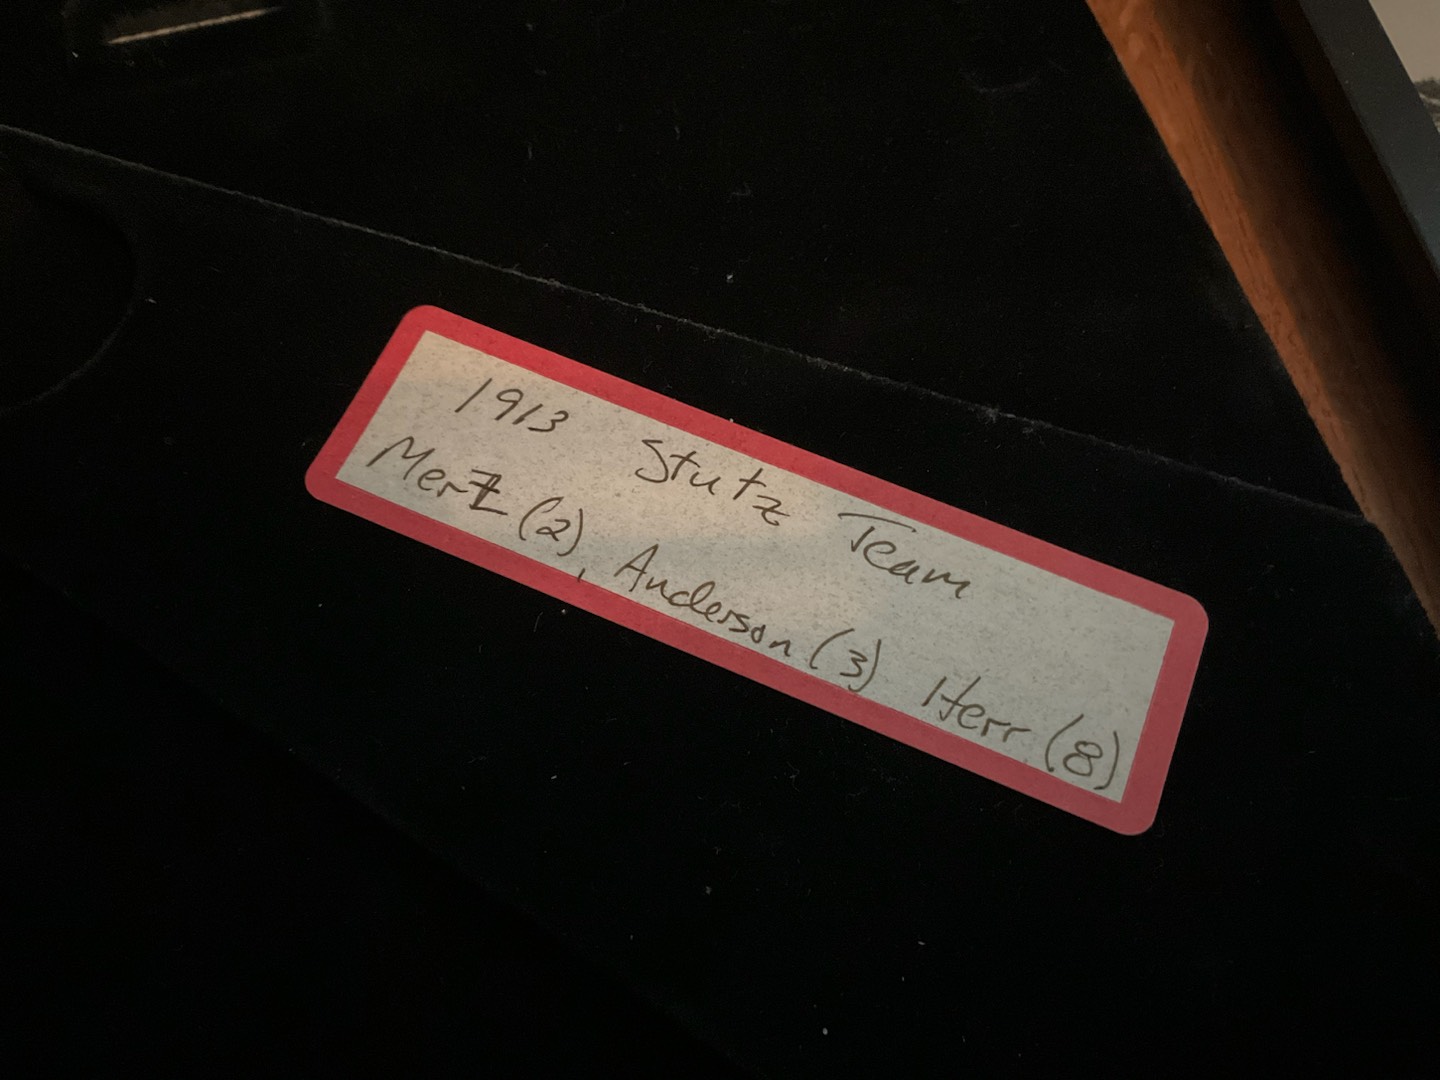 1913 Stutz Team
Merz (2), Anderson (3) Herr (8)